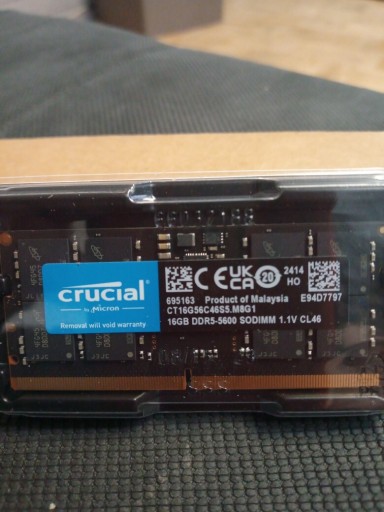 crucial
by Micron
Removal will void warranty
CE UK CA 20 2414
HO
695163 Product of Malaysia E94D7797
CT16G56C46S5.M8G1
16GB DDR5-5600 SODIMM 1.1V CL46